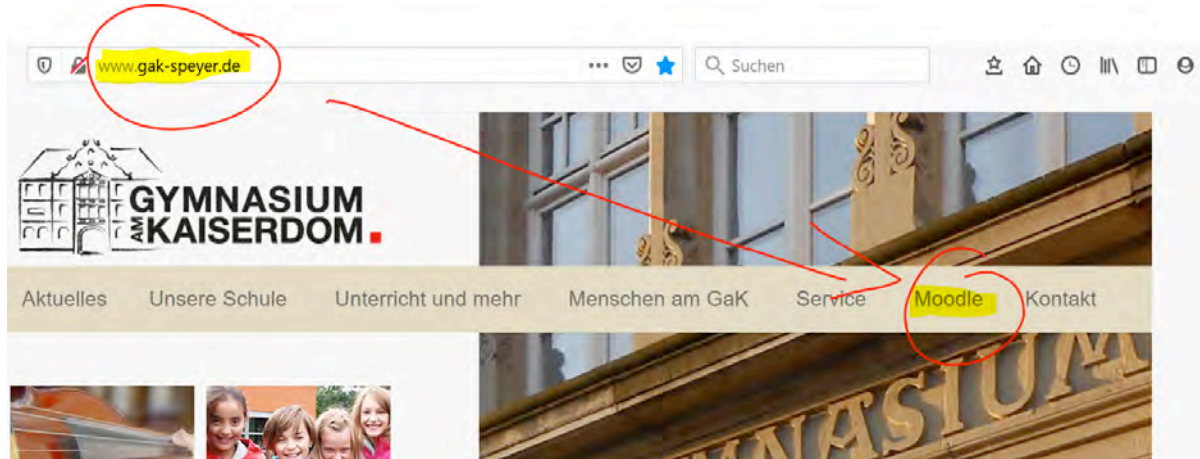 www.gak-speyer.de
Suchen
GYMNASIUM
AM KAISERDOM
Aktuelles Unsere Schule Unterricht und mehr Menschen am GaK Service Moodle Kontakt
GYMNASIUM